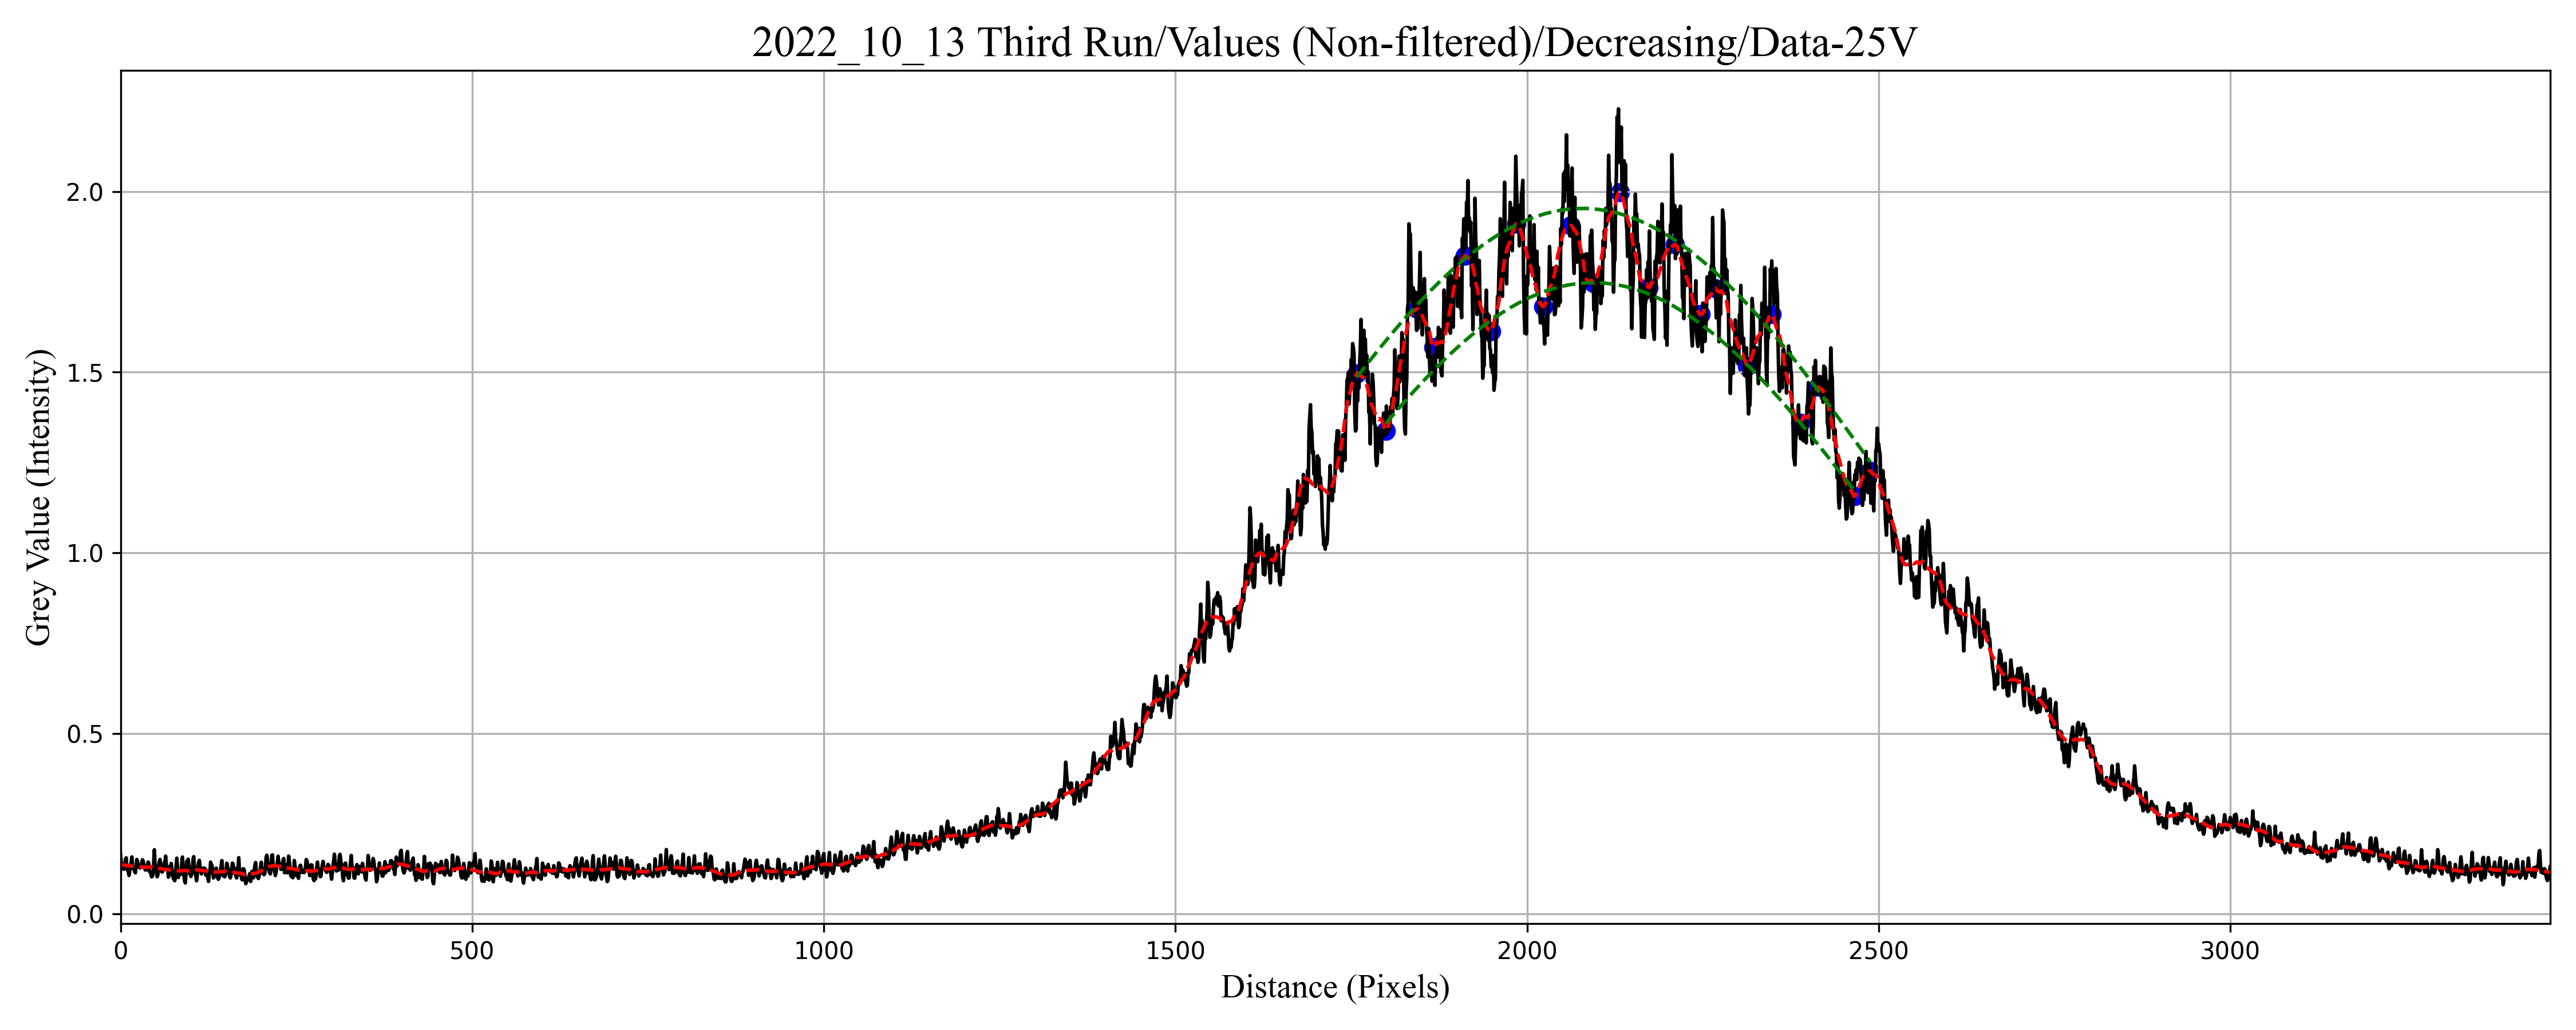 2022_10_13 Third Run/Values (Non-filtered)/Decreasing/Data-25V
Grey Value (Intensity)
2.0
1.5
1.0
0.5
0.0
0 500 1000 1500 2000 2500 3000
Distance (Pixels)